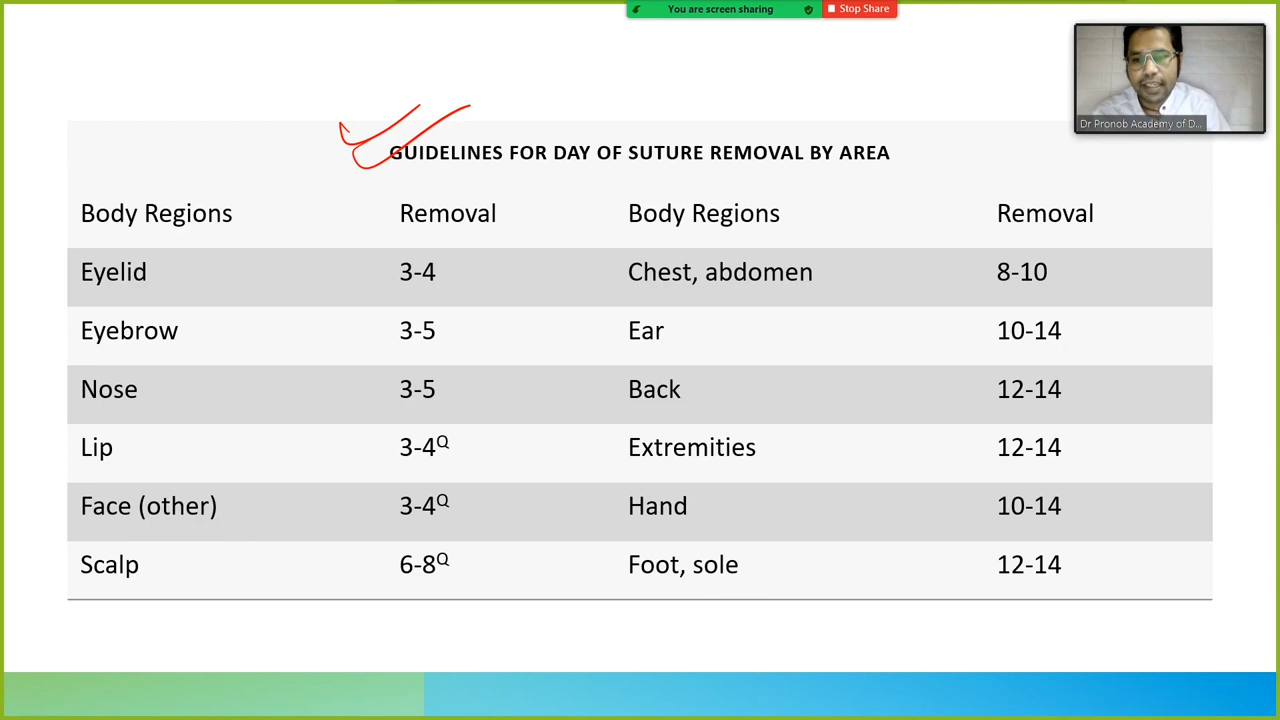 You are screen sharing
Stop Share
Dr Pronob Academy of D...
GUIDELINES FOR DAY OF SUTURE REMOVAL BY AREA
Body Regions Removal Body Regions Removal
Eyelid 3-4 Chest, abdomen 8-10
Eyebrow 3-5 Ear 10-14
Nose 3-5 Back 12-14
Lip 3-4Q Extremities 12-14
Face (other) 3-4Q Hand 10-14
Scalp 6-8Q Foot, sole 12-14